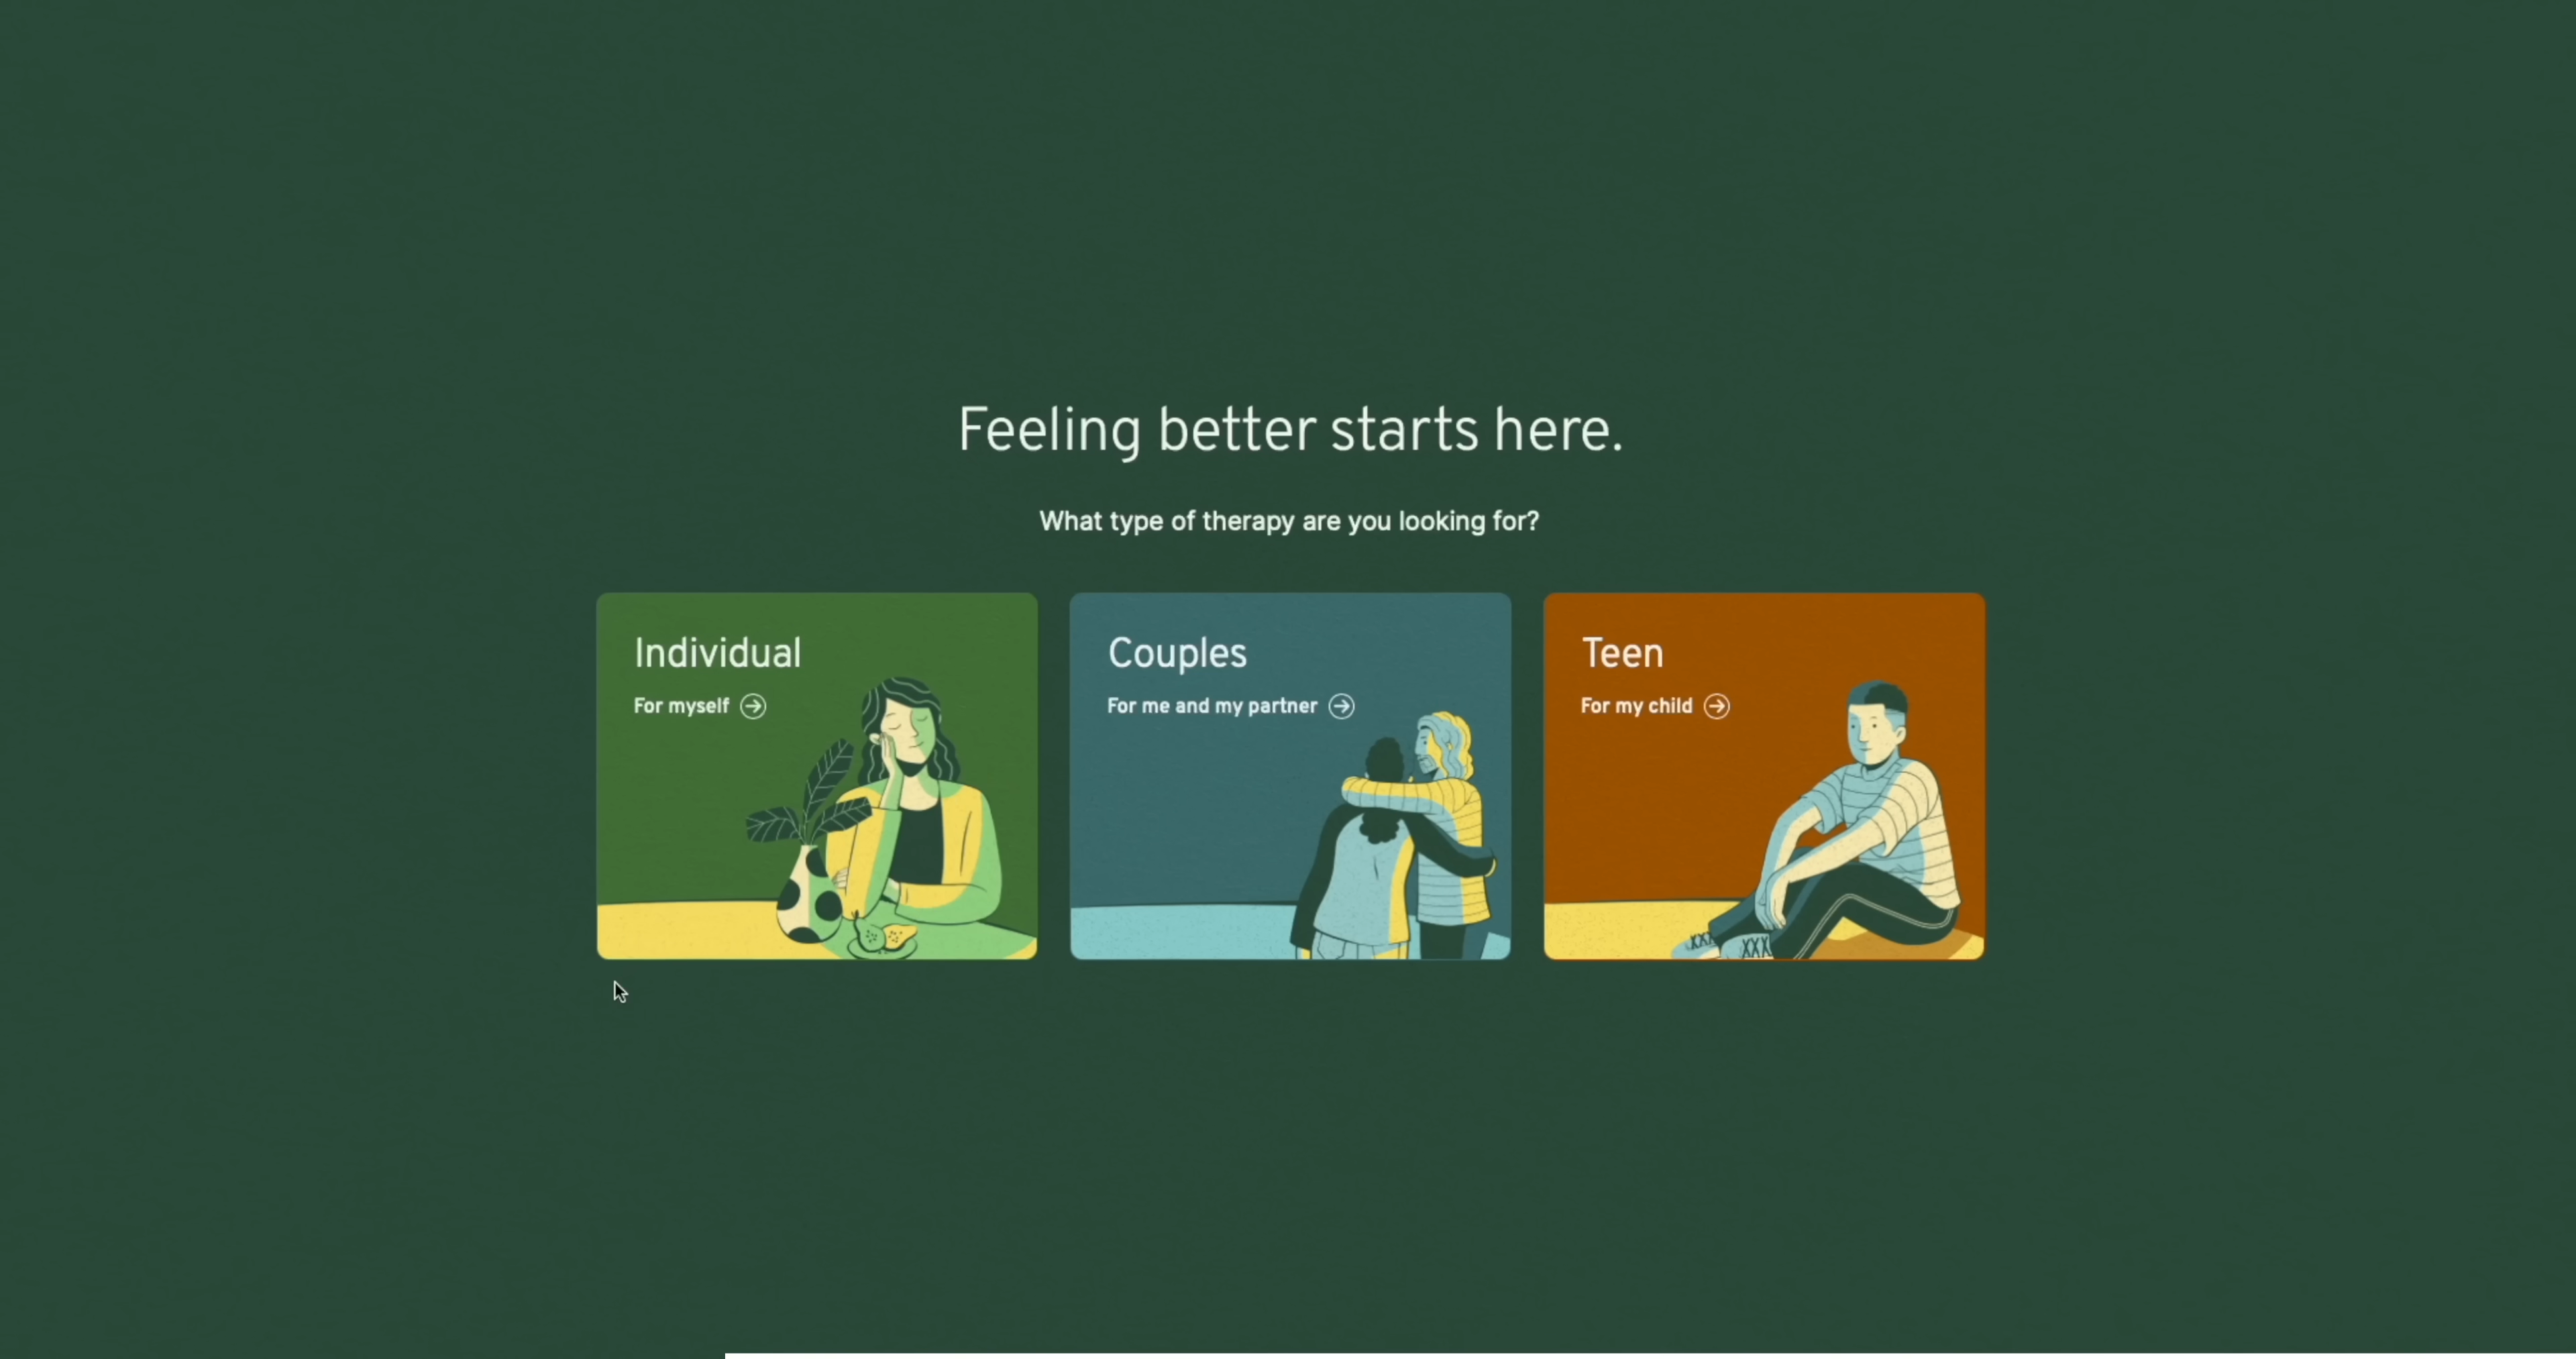 Feeling better starts here.
What type of therapy are you looking for?
Individual
For myself
Couples
For me and my partner
Teen
For my child